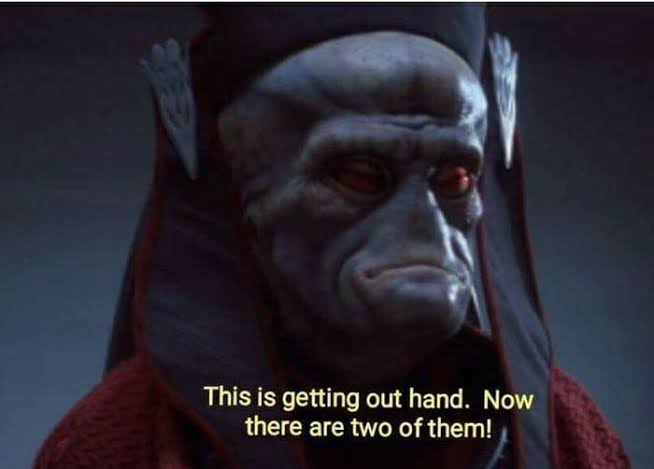 This is getting out hand.  Now
there are two of them!